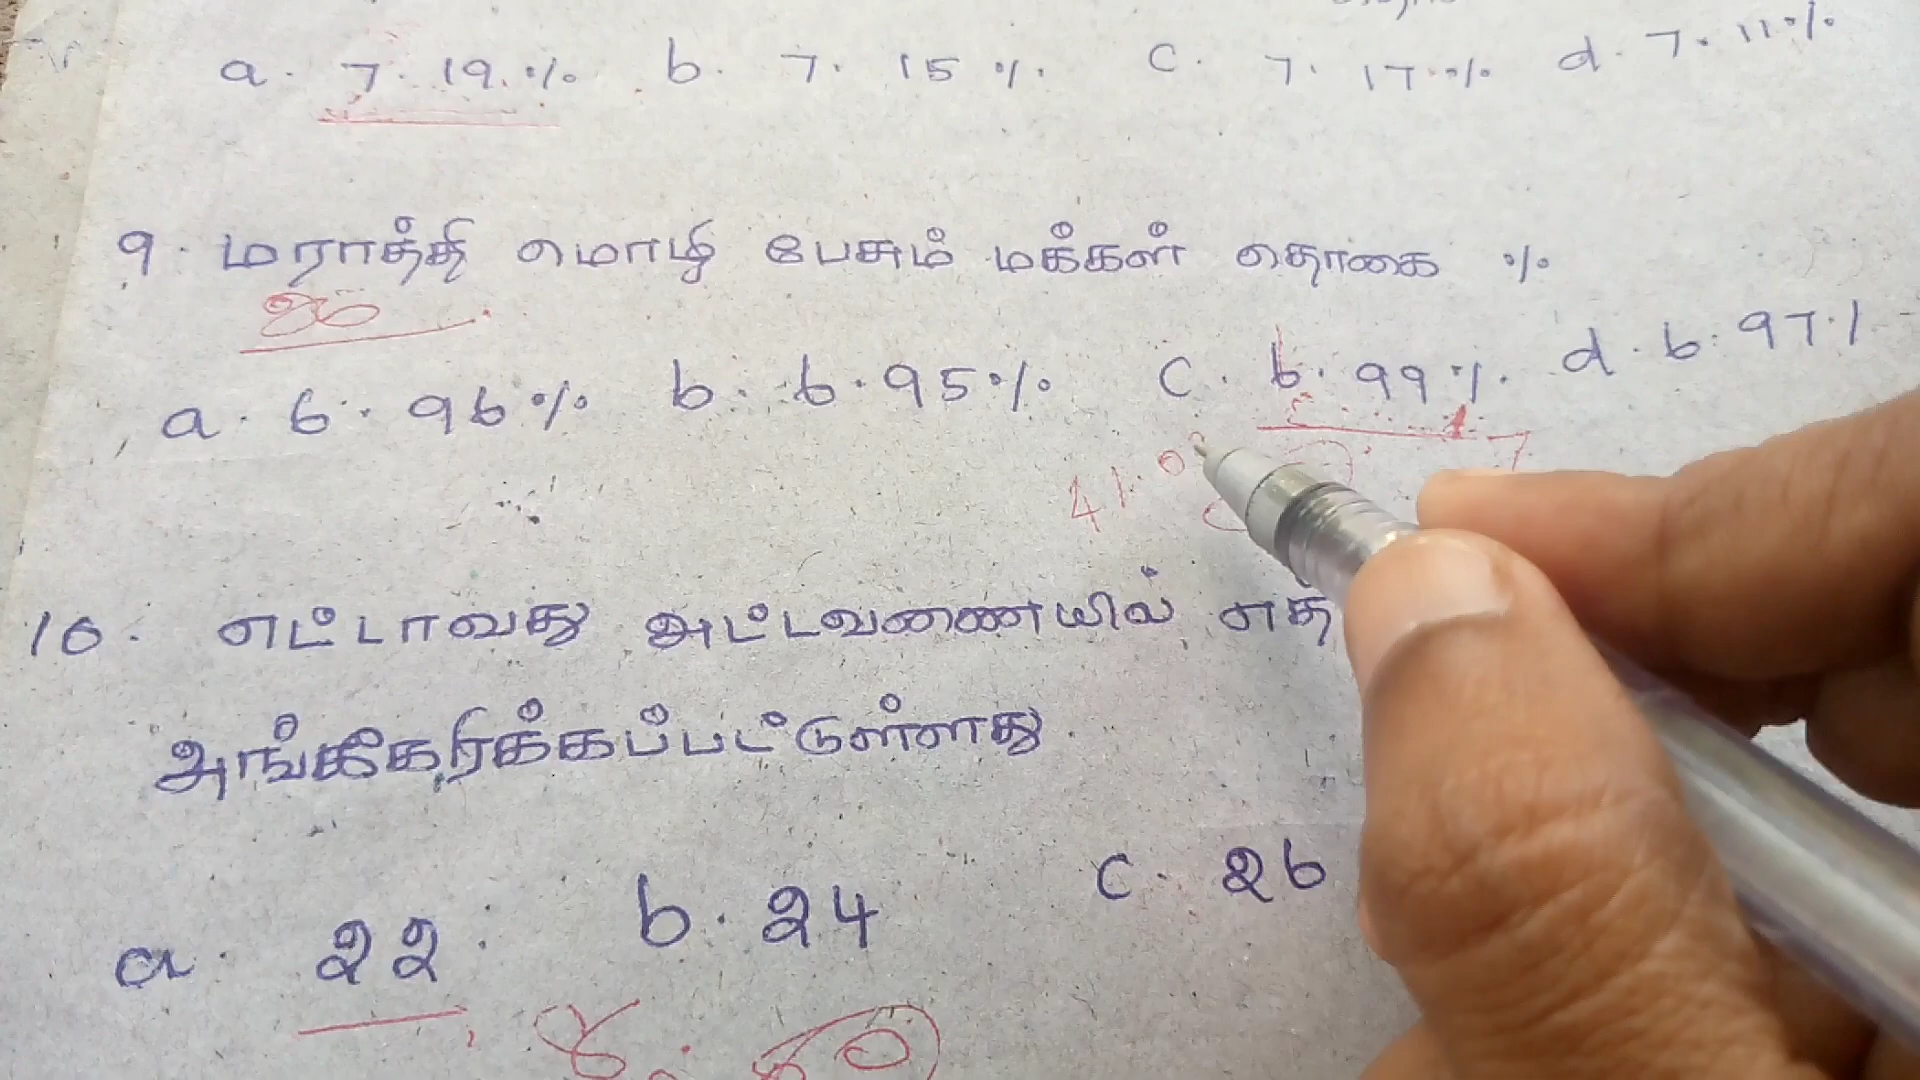 a. 7. 19.% b. 7. 15 % c. 7. 17.% d. 7. 11%
9. மராத்தி மொழி பேசும் மக்கள் தொகை %
a. 6. 96% b. 6.95% c. 6. 99% d. 6. 97%
41.
10. எட்டாவது அட்டவணையில்
அங்கீகரிக்கப்பட்டுள்ளது.
a. 22 b. 24 c. 26